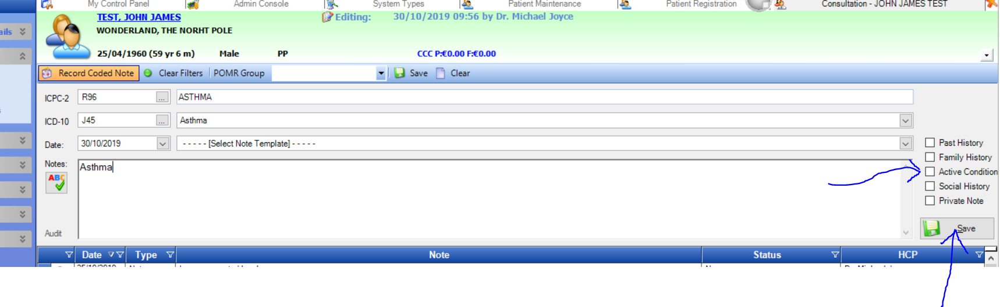 My Control Panel Admin Console System Types Patient Maintenance Patient Registration Consultation - JOHN JAMES TEST
TEST, JOHN JAMES Editing: 30/10/2019 09:56 by Dr. Michael Joyce
ails
WONDERLAND, THE NORHT POLE
25/04/1960 (59 yr 6 m) Male PP CCC P:€0.00 F:€0.00
Record Coded Note Clear Filters POMR Group Save Clear
ICPC-2 R96 ... ASTHMA
ICD-10 J45 ... Asthma
Date: 30/10/2019 - - - - - [Select Note Template] - - - - - Past History
Notes: Asthma Family History
ABC Active Condition
Social History
Private Note
Audit Save
Date Type Note Status HCP